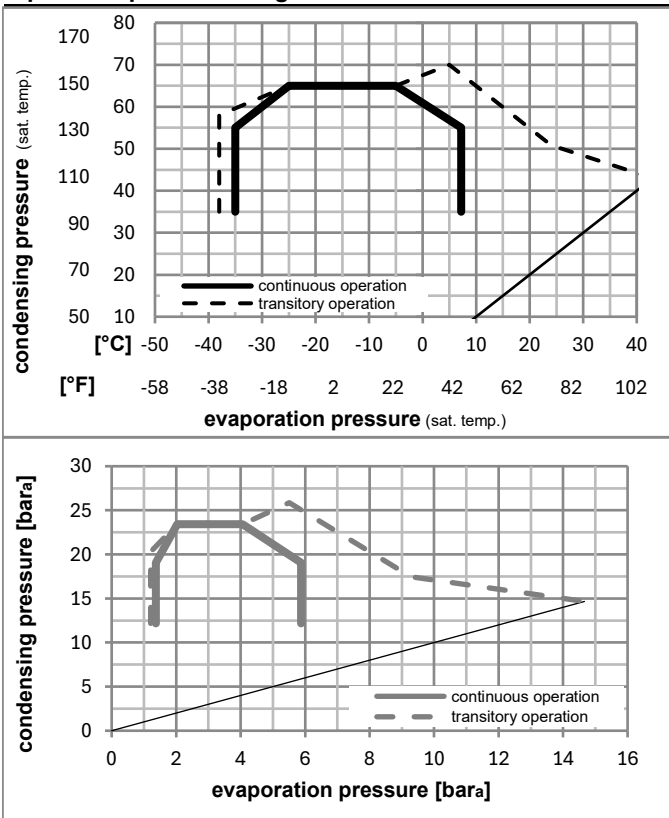 condensing pressure (sat. temp.)
170 80
150 70
130 60
110 50
90 40
70 30
50 20
10
continuous operation
transitory operation
[°C] -50 -40 -30 -20 -10 0 10 20 30 40
[°F] -58 -38 -18 2 22 42 62 82 102
evaporation pressure (sat. temp.)
condensing pressure [bara]
30
25
20
15
10
5
0
continuous operation
transitory operation
0 2 4 6 8 10 12 14 16
evaporation pressure [bara]